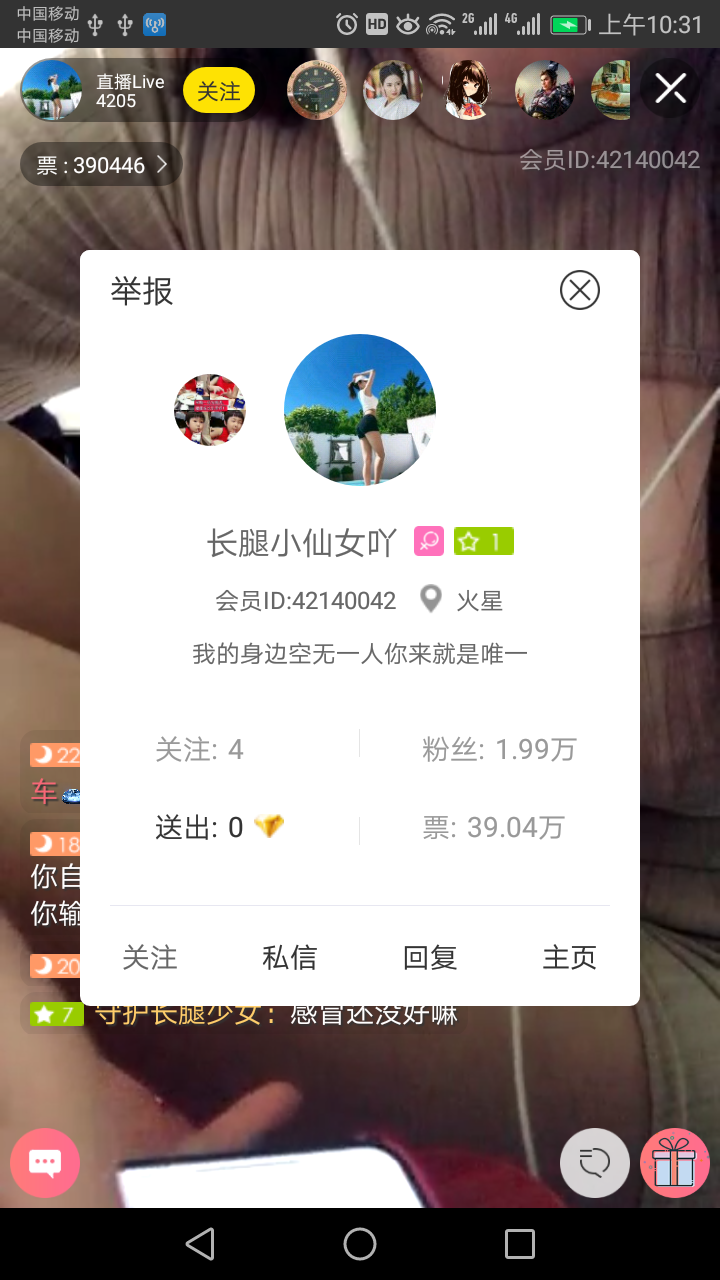 中国移动
中国移动
HD
2G
4G
上午10:31
直播Live
4205
关注
票 : 390446
会员ID:42140042
举报
长腿小仙女吖
1
会员ID:42140042
火星
我的身边空无一人你来就是唯一
关注: 4
粉丝: 1.99万
送出: 0
票: 39.04万
关注
私信
回复
主页
22
车
18
你自
你输
20
7
守护长腿少女：感冒还没好嘛